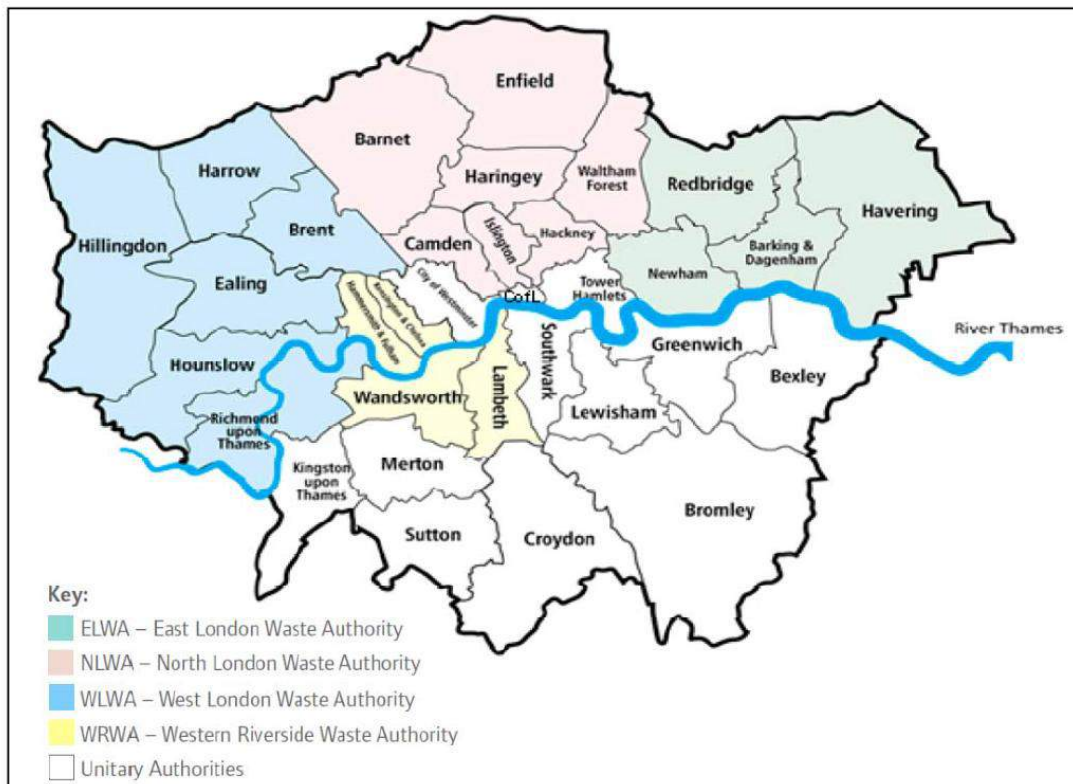 Enfield
Barnet
Harrow
Haringey
Waltham
Forest
Redbridge
Havering
Hillingdon
Brent
Camden
Islington
Hackney
Barking &
Dagenham
Newham
Ealing
City of Westminster
Tower
Hamlets
CofL
Kensington & Chelsea
Hammersmith & Fulham
River Thames
Hounslow
Southwark
Greenwich
Bexley
Wandsworth
Lambeth
Lewisham
Richmond
upon
Thames
Merton
Kingston
upon
Thames
Bromley
Sutton
Croydon
Key:
ELWA – East London Waste Authority
NLWA – North London Waste Authority
WLWA – West London Waste Authority
WRWA – Western Riverside Waste Authority
Unitary Authorities